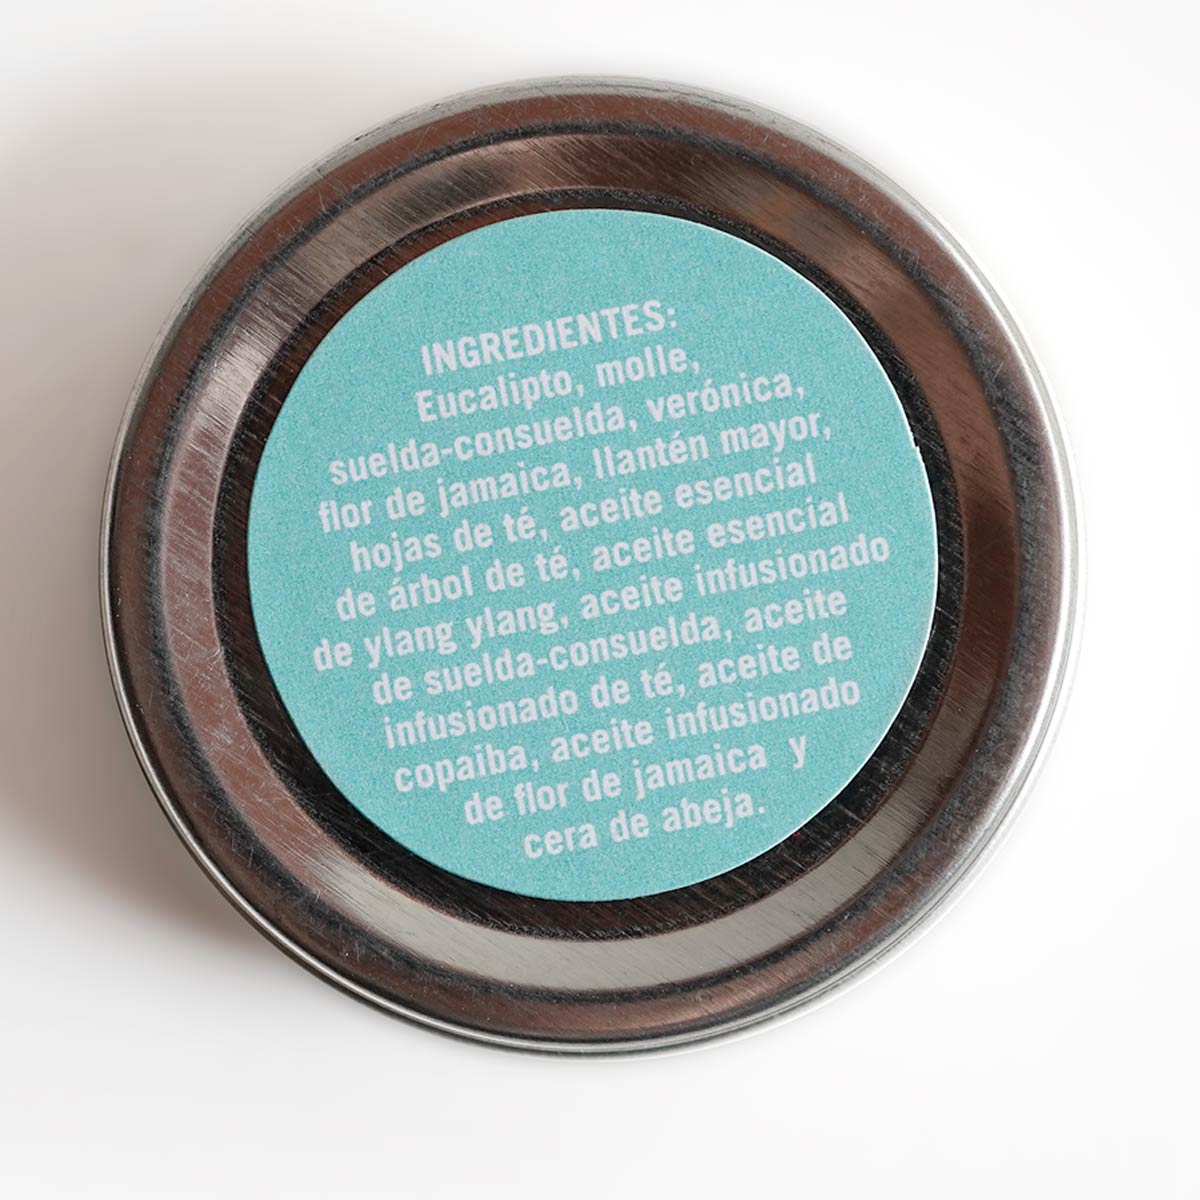 INGREDIENTES:
Eucalipto, molle,
suelda-consuelda, verónica,
flor de jamaica, llantén mayor,
hojas de té, aceite esencial
de árbol de té, aceite esencial
de ylang ylang, aceite infusionado
de suelda-consuelda, aceite
infusionado de té, aceite de
copaiba, aceite infusionado
de flor de jamaica y
cera de abeja.